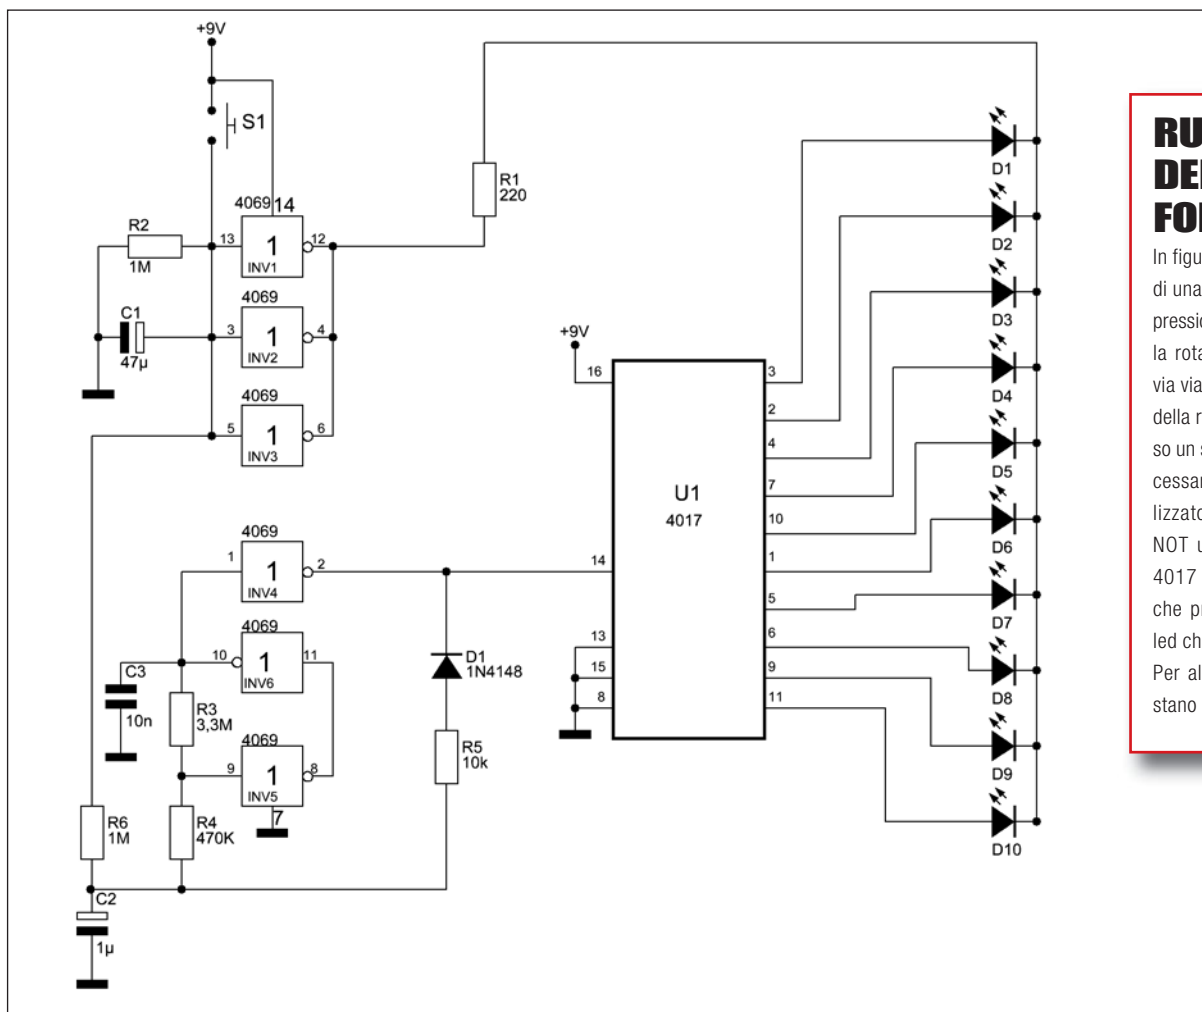 +9V
S1
R1
220
4069 14
R2
1M
13
1
12
INV1
C1
47µ
4069
3
1
4
INV2
4069
5
1
6
INV3
+9V
16
3
2
4
7
10
1
5
6
9
11
U1
4017
14
13
15
8
4069
1
1
2
INV4
4069
10
1
11
INV6
C3
10n
R3
3,3M
4069
9
1
8
INV5
7
D1
1N4148
R5
10k
R6
1M
R4
470K
C2
1µ
D1
D2
D3
D4
D5
D6
D7
D8
D9
D10
RU
DE
FO
In figu
di una
pressio
la rota
via via
della r
so un s
cessar
lizzato
NOT u
4017
che p
led ch
Per al
stano